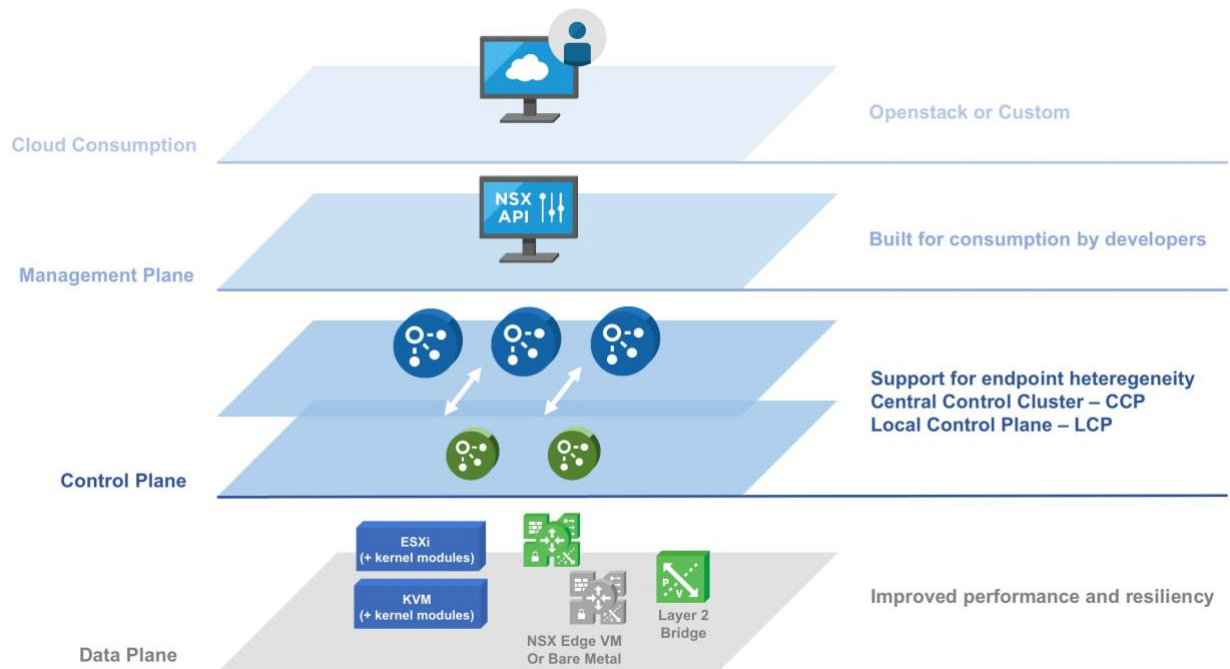 Cloud Consumption
Openstack or Custom
NSX
API
Management Plane
Built for consumption by developers
Support for endpoint heteregeneity
Central Control Cluster – CCP
Local Control Plane – LCP
Control Plane
ESXi
(+ kernel modules)
KVM
(+ kernel modules)
NSX Edge VM
Or Bare Metal
P
V
Layer 2
Bridge
Improved performance and resiliency
Data Plane